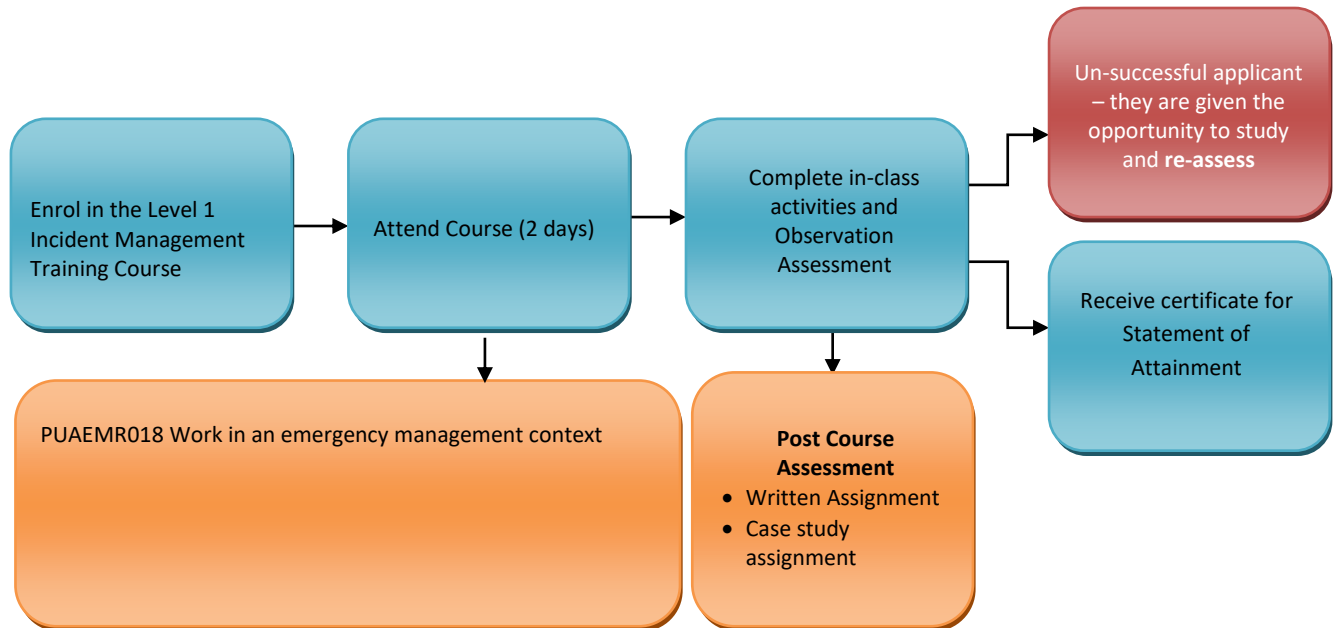 Enrol in the Level 1
Incident Management
Training Course
Attend Course (2 days)
Complete in-class
activities and
Observation
Assessment
Un-successful applicant
– they are given the
opportunity to study
and re-assess
Receive certificate for
Statement of
Attainment
PUAEMR018 Work in an emergency management context
Post Course
Assessment
• Written Assignment
• Case study
assignment